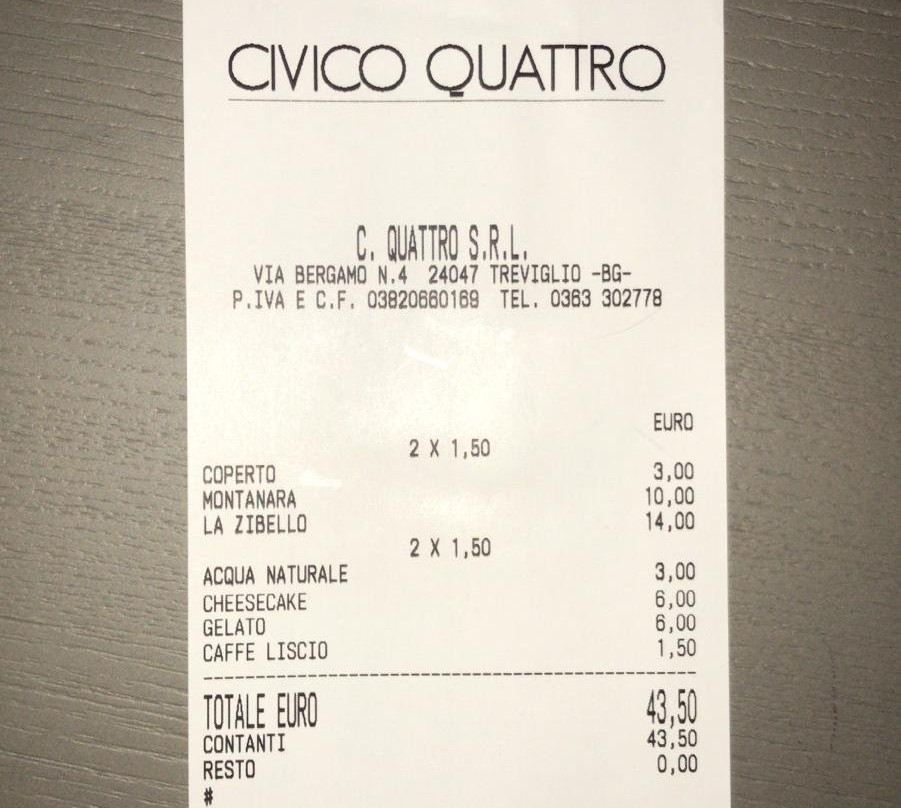 CIVICO QUATTRO
C. QUATTRO S.R.L.
VIA BERGAMO N.4 24047 TREVIGLIO -BG-
P.IVA E C.F. 03820660169 TEL. 0363 302778
EURO
2 X 1,50
COPERTO 3,00
MONTANARA 10,00
LA ZIBELLO 14,00
2 X 1,50
ACQUA NATURALE 3,00
CHEESECAKE 6,00
GELATO 6,00
CAFFE LISCIO 1,50
TOTALE EURO 43,50
CONTANTI 43,50
RESTO 0,00
#